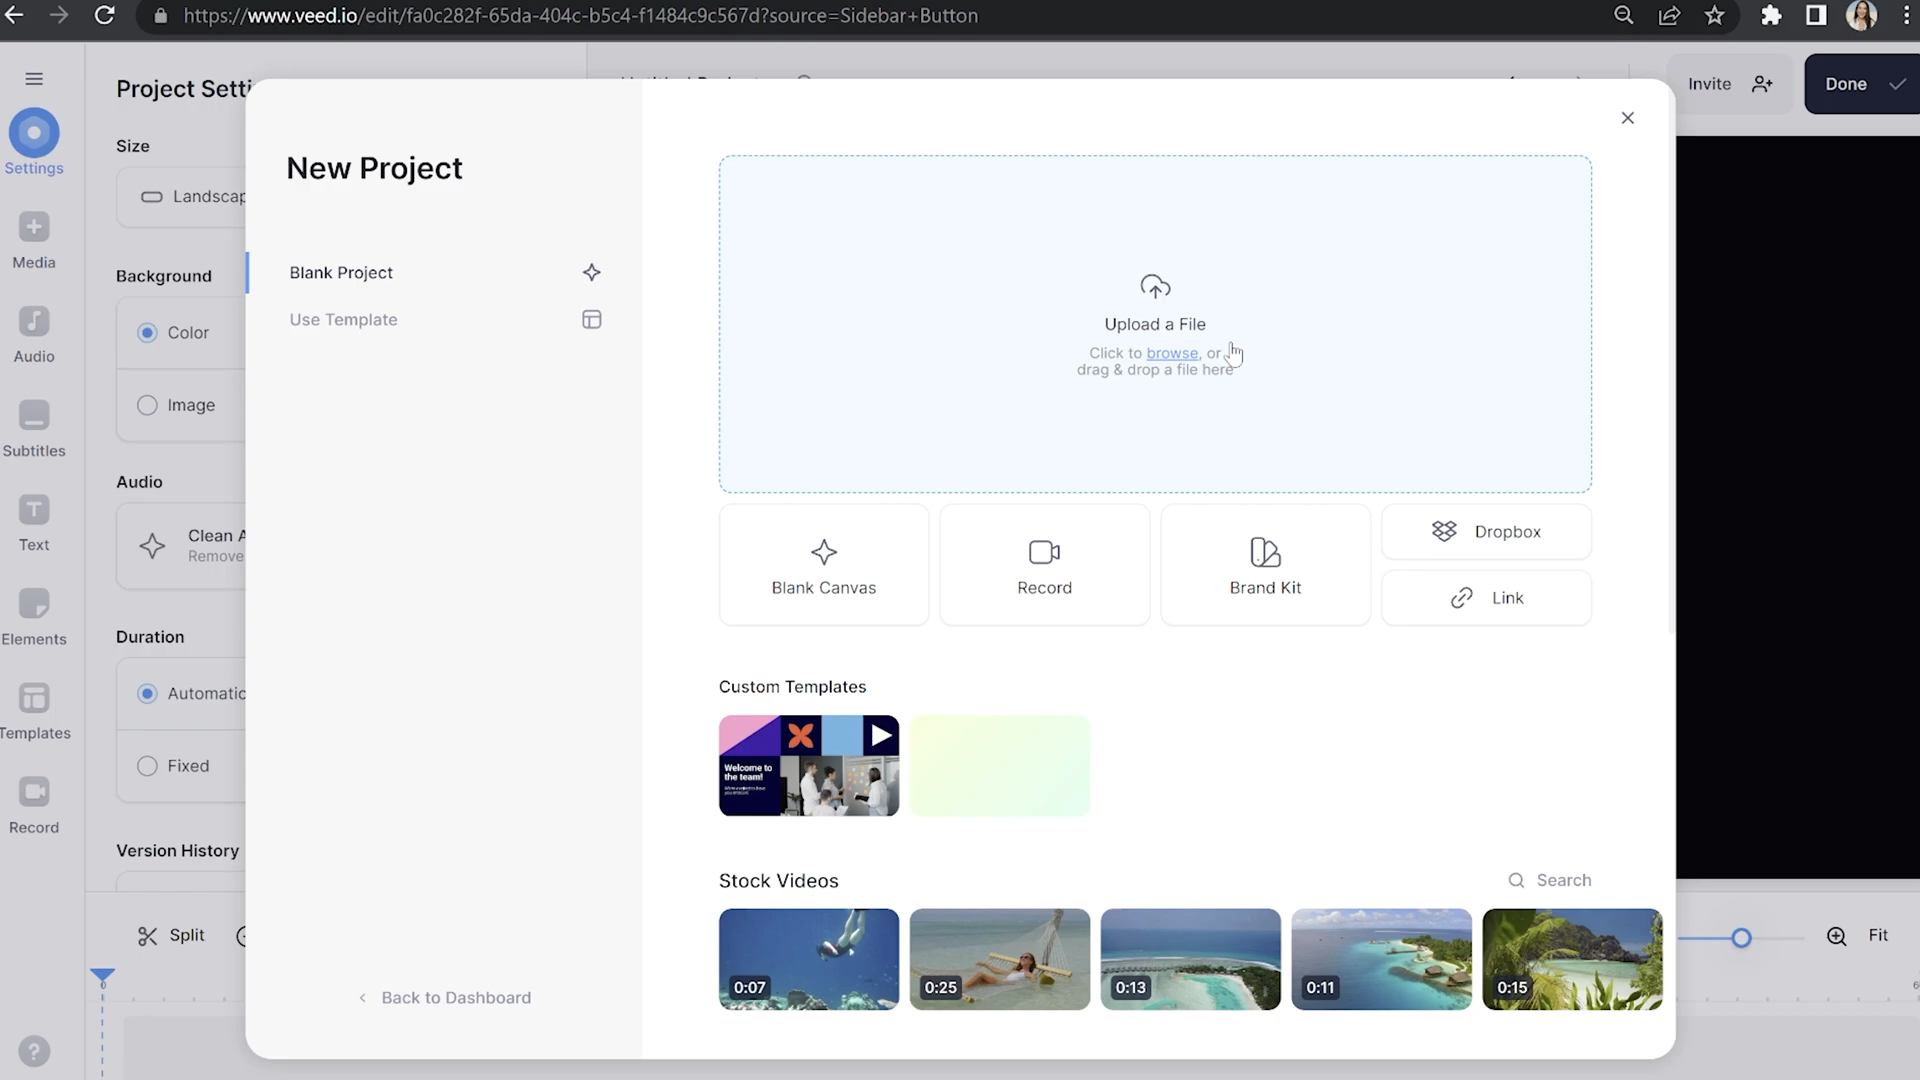 https://www.veed.io/edit/fa0c282f-65da-404c-b5c4-f1484c9c567d?source=Sidebar+Button
Project Setti
Invite
Done
Settings
Media
Audio
Subtitles
Text
Elements
Templates
Record
Size
Landscap
Background
Color
Image
Audio
Clean A
Remove
Duration
Automatic
Fixed
Version History
Split
New Project
Blank Project
Use Template
Back to Dashboard
Upload a File
Click to browse, or
drag & drop a file here
Blank Canvas
Record
Brand Kit
Dropbox
Link
Custom Templates
Welcome to
the team!
Stock Videos
Search
0:07
0:25
0:13
0:11
0:15
Fit
0
?